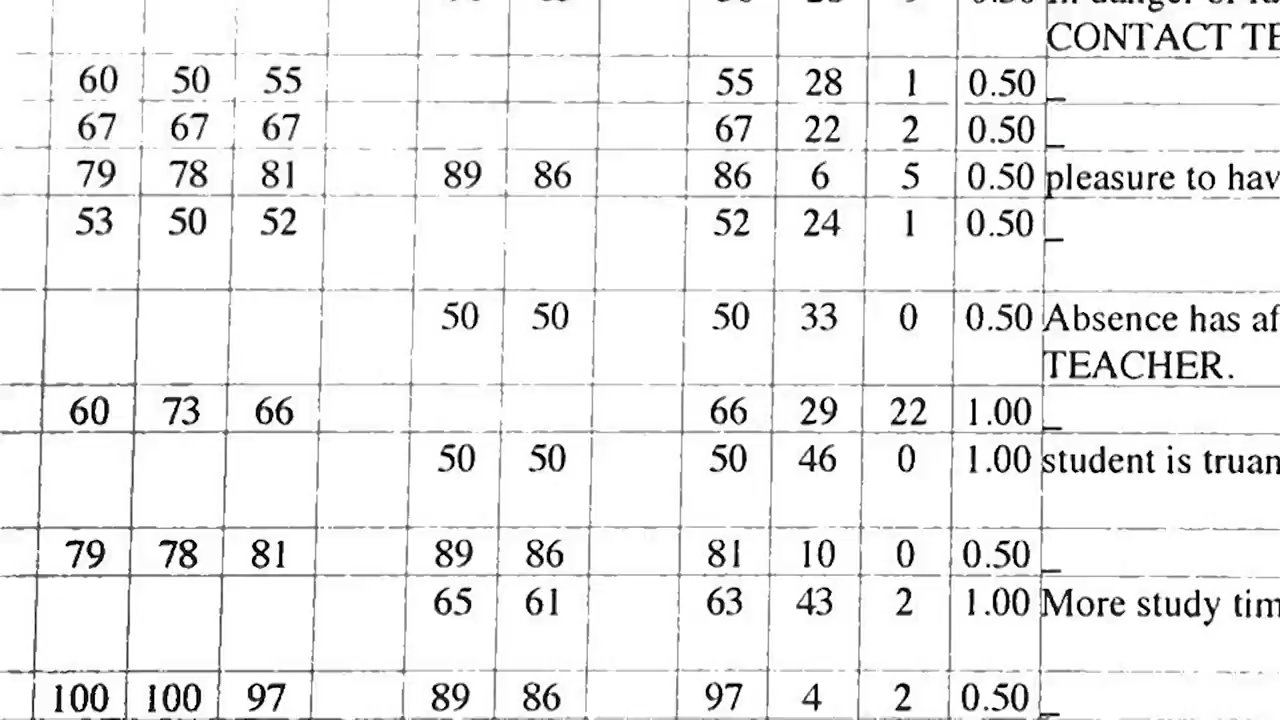 0.50 In danger of
CONTACT
60 50 55 55 28 1 0.50 _
67 67 67 67 22 2 0.50 _
79 78 81 89 86 86 6 5 0.50 pleasure to hav
53 50 52 52 24 1 0.50 _
50 50 50 33 0 0.50 Absence has af
TEACHER.
60 73 66 66 29 22 1.00 _
50 50 50 46 0 1.00 student is truan
79 78 81 89 86 81 10 0 0.50 _
65 61 63 43 2 1.00 More study tim
100 100 97 89 86 97 4 2 0.50 _